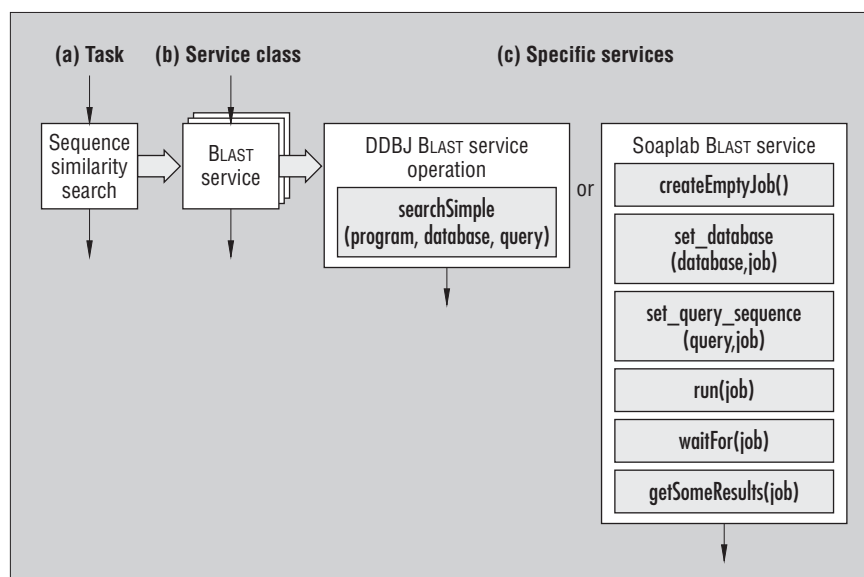 (a) Task
(b) Service class
(c) Specific services
Sequence
similarity
search
BLAST
service
DDBJ BLAST service
operation
searchSimple
(program, database, query)
or
Soaplab BLAST service
createEmptyJob()
set_database
(database,job)
set_query_sequence
(query,job)
run(job)
waitFor(job)
getSomeResults(job)